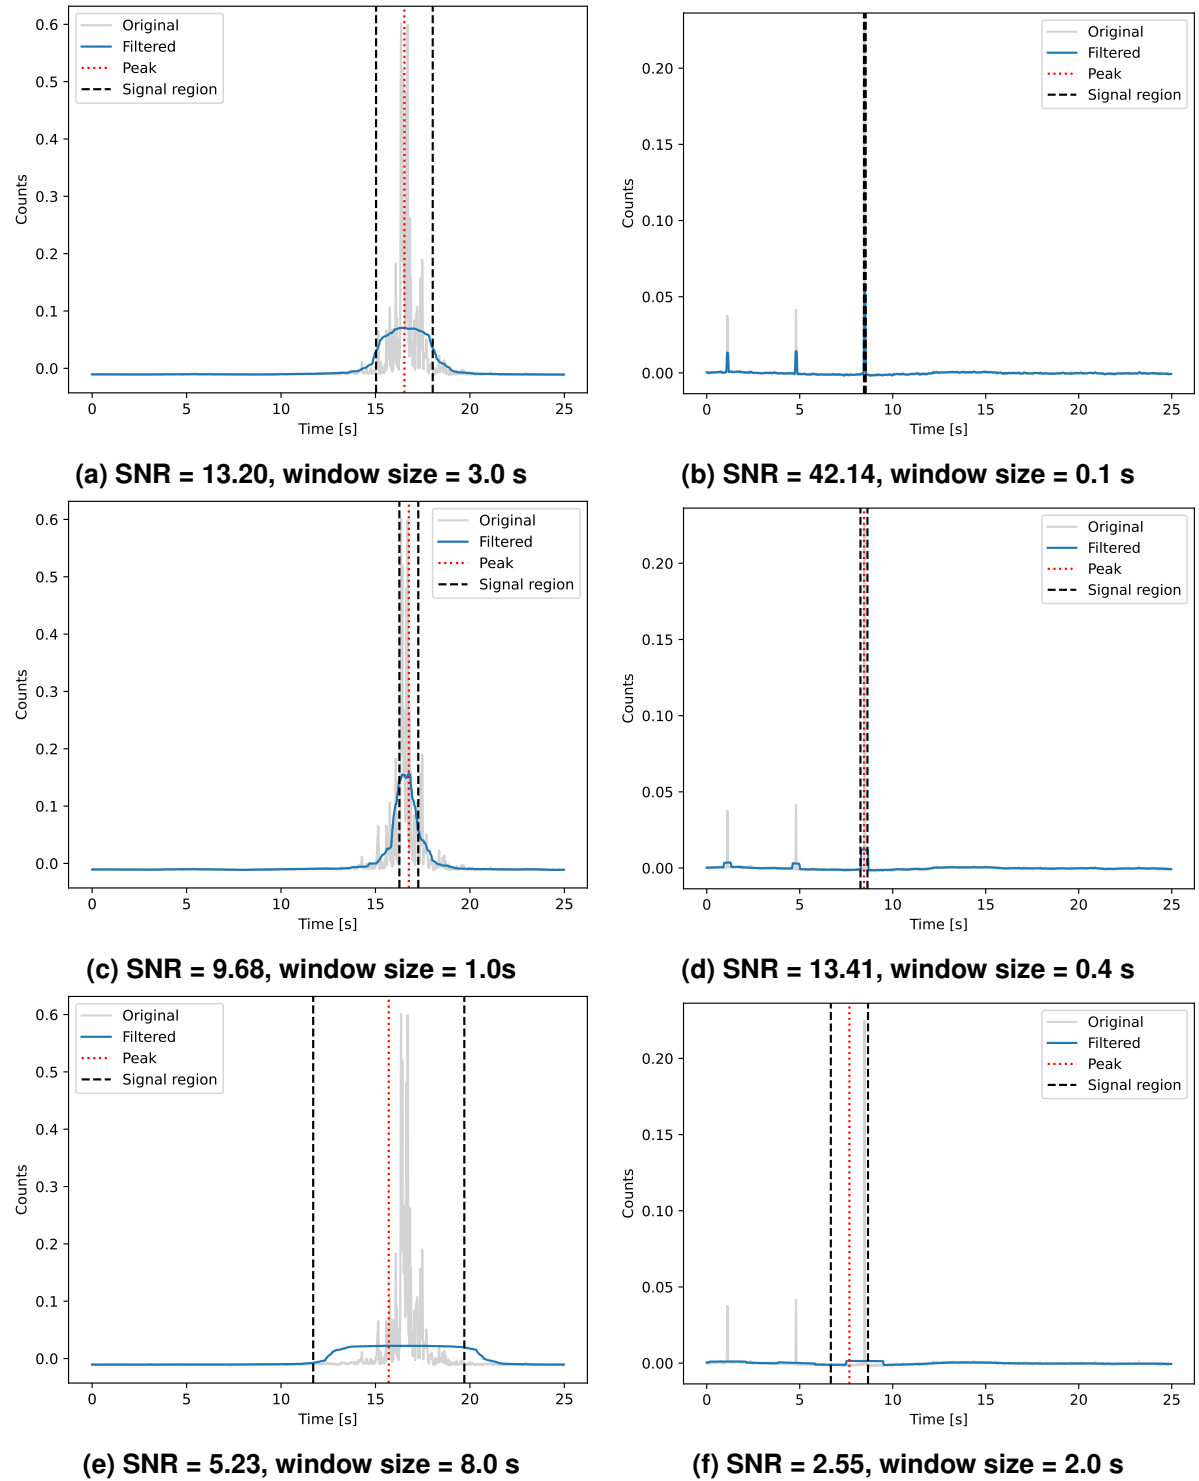 Original
Filtered
Peak
Signal region
0.6
0.5
0.4
0.3
0.2
0.1
0.0
Counts
0 5 10 15 20 25
Time [s]
(a) SNR = 13.20, window size = 3.0 s
Original
Filtered
Peak
Signal region
0.20
0.15
0.10
0.05
0.00
Counts
0 5 10 15 20 25
Time [s]
(b) SNR = 42.14, window size = 0.1 s
Original
Filtered
Peak
Signal region
0.6
0.5
0.4
0.3
0.2
0.1
0.0
Counts
0 5 10 15 20 25
Time [s]
(c) SNR = 9.68, window size = 1.0s
Original
Filtered
Peak
Signal region
0.20
0.15
0.10
0.05
0.00
Counts
0 5 10 15 20 25
Time [s]
(d) SNR = 13.41, window size = 0.4 s
Original
Filtered
Peak
Signal region
0.6
0.5
0.4
0.3
0.2
0.1
0.0
Counts
0 5 10 15 20 25
Time [s]
(e) SNR = 5.23, window size = 8.0 s
Original
Filtered
Peak
Signal region
0.20
0.15
0.10
0.05
0.00
Counts
0 5 10 15 20 25
Time [s]
(f) SNR = 2.55, window size = 2.0 s